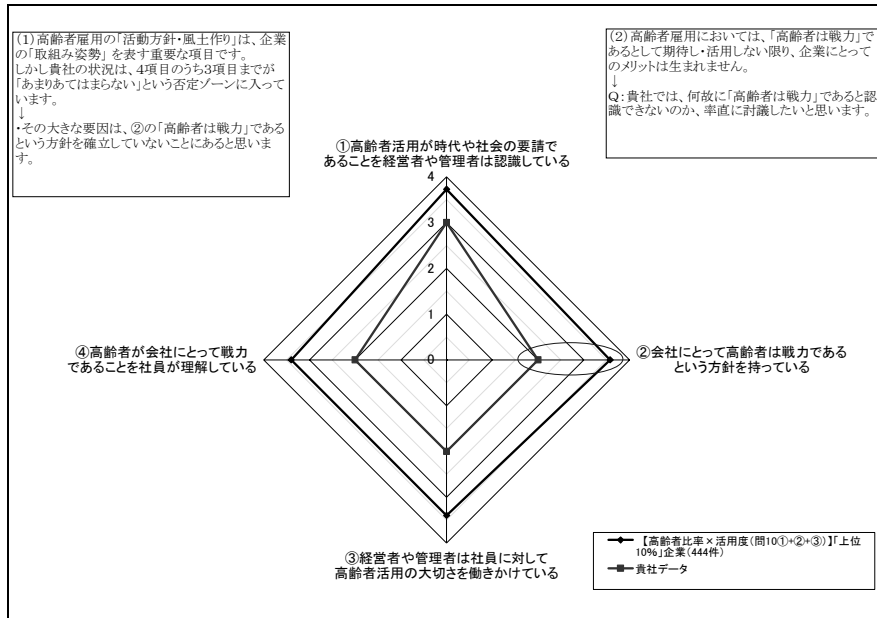 (1)高齢者雇用の「活動方針・風土作り」は、企業
の「取組み姿勢」を表す重要な項目です。
しかし貴社の状況は、4項目のうち3項目までが
「あまりあてはまらない」という否定ゾーンに入って
います。
↓
・その大きな要因は、②の「高齢者は戦力」である
という方針を確立していないことにあると思いま
す。
(2)高齢者雇用においては、「高齢者は戦力」で
あるとして期待し・活用しない限り、企業にとって
のメリットは生まれません。
↓
Q:貴社では、何故に「高齢者は戦力」であると認
識できないのか、率直に討議したいと思います。
①高齢者活用が時代や社会の要請で
あることを経営者や管理者は認識している
4
3
2
1
0
④高齢者が会社にとって戦力
であることを社員が理解している
②会社にとって高齢者は戦力である
という方針を持っている
③経営者や管理者は社員に対して
高齢者活用の大切さを働きかけている
【高齢者比率×活用度(問10①+②+③)】「上位
10%」企業(444件)
貴社データ